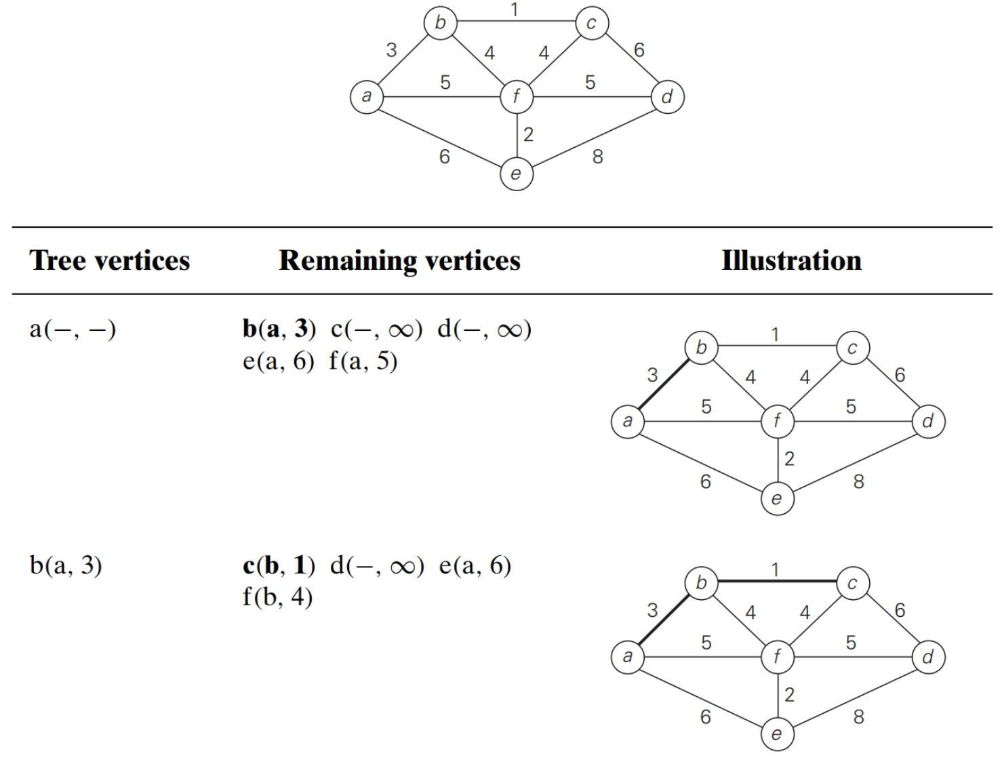 1
b c
3 4 4 6
5 5
a f d
2
6 8
e
Tree vertices Remaining vertices Illustration
a(−, −) b(a, 3) c(−, ∞) d(−, ∞)
e(a, 6) f(a, 5)
1
b c
3 4 4 6
5 5
a f d
2
6 8
e
b(a, 3) c(b, 1) d(−, ∞) e(a, 6)
f(b, 4)
1
b c
3 4 4 6
5 5
a f d
2
6 8
e